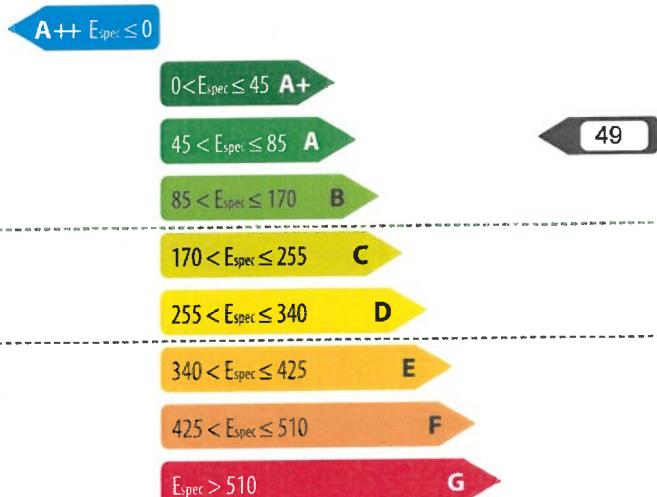 A++ Espec ≤ 0
0 < Espec ≤ 45 A+
45 < Espec ≤ 85 A
49
85 < Espec ≤ 170 B
170 < Espec ≤ 255 C
255 < Espec ≤ 340 D
340 < Espec ≤ 425 E
425 < Espec ≤ 510 F
Espec > 510 G